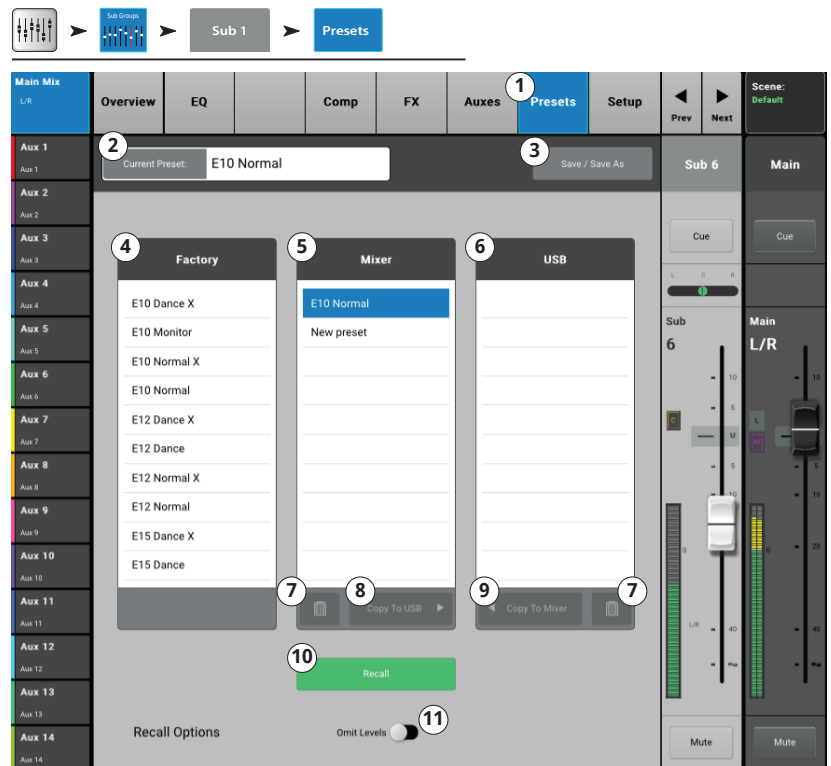 Sub Groups
Sub 1
Presets
Main Mix
L/R
Overview
EQ
Comp
FX
Auxes
1
Presets
Setup
Prev
Next
Scene:
Default
Aux 1
Aux 1
Aux 2
Aux 2
Aux 3
Aux 3
Aux 4
Aux 4
Aux 5
Aux 5
Aux 6
Aux 6
Aux 7
Aux 7
Aux 8
Aux 8
Aux 9
Aux 9
Aux 10
Aux 10
Aux 11
Aux 11
Aux 12
Aux 12
Aux 13
Aux 13
Aux 14
Aux 14
2
Current Preset:
E10 Normal
3
Save / Save As
4
Factory
E10 Dance X
E10 Monitor
E10 Normal X
E10 Normal
E12 Dance X
E12 Dance
E12 Normal X
E12 Normal
E15 Dance X
E15 Dance
5
Mixer
E10 Normal
New preset
7
8
Copy To USB
6
USB
9
Copy To Mixer
7
10
Recall
Recall Options
Omit Levels
11
Sub 6
Cue
L C R
Sub
6
10
5
C
U
5
10
0
L/R
40
∞
Mute
Main
Cue
Main
L/R
10
L
5
10
0
20
40
∞
Mute